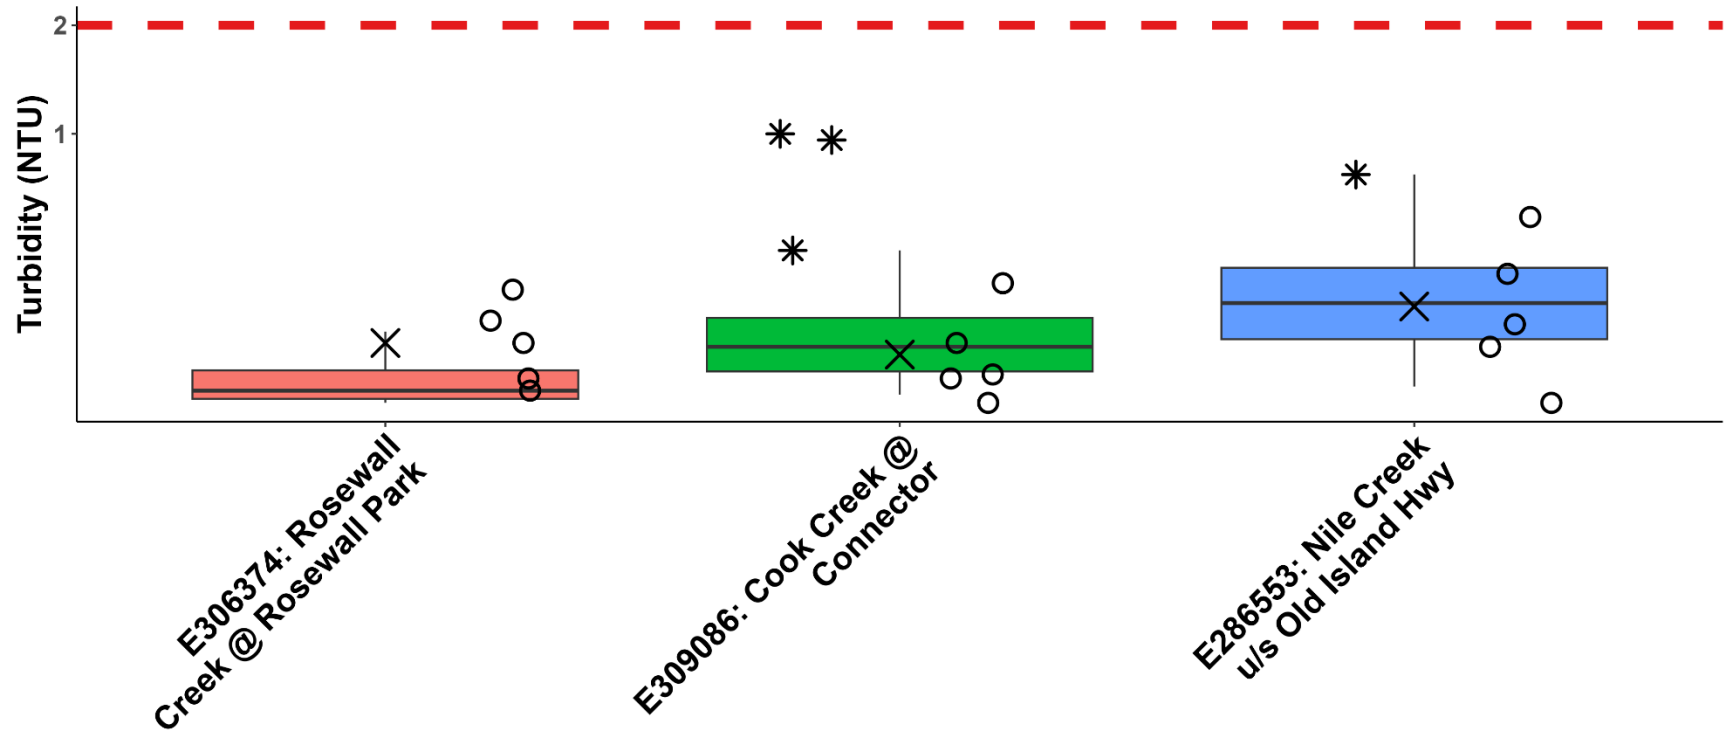 2
1
Turbidity (NTU)
E306374: Rosewall
Creek @ Rosewall Park
E309086: Cook Creek @
Connector
E286553: Nile Creek
u/s Old Island Hwy